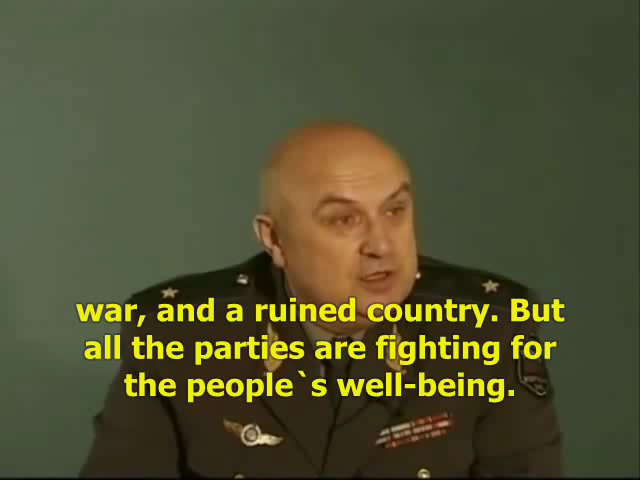 war, and a ruined country. But
all the parties are fighting for
the people`s well-being.